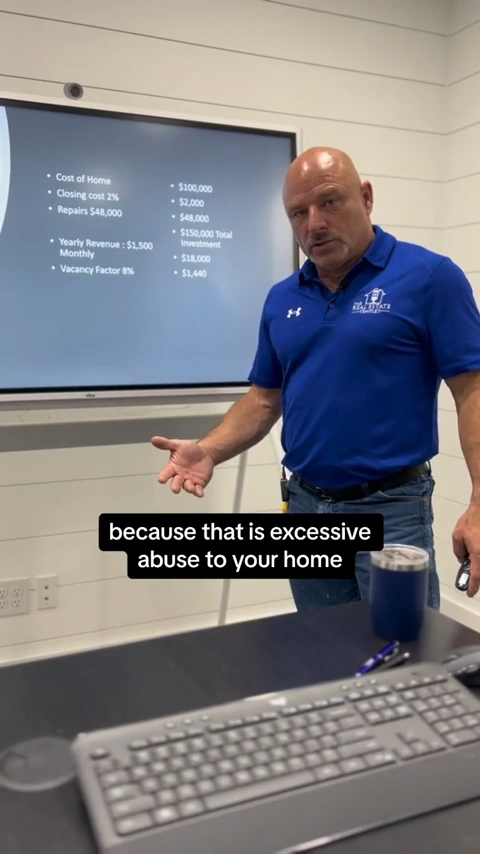 • Cost of Home
• Closing cost 2%
• Repairs $48,000
• Yearly Revenue : $1,500
Monthly
• Vacancy Factor 8%
• $100,000
• $2,000
• $48,000
• $150,000 Total
Investment
• $18,000
• $1,440
THE
REAL ESTATE
because that is excessive
abuse to your home